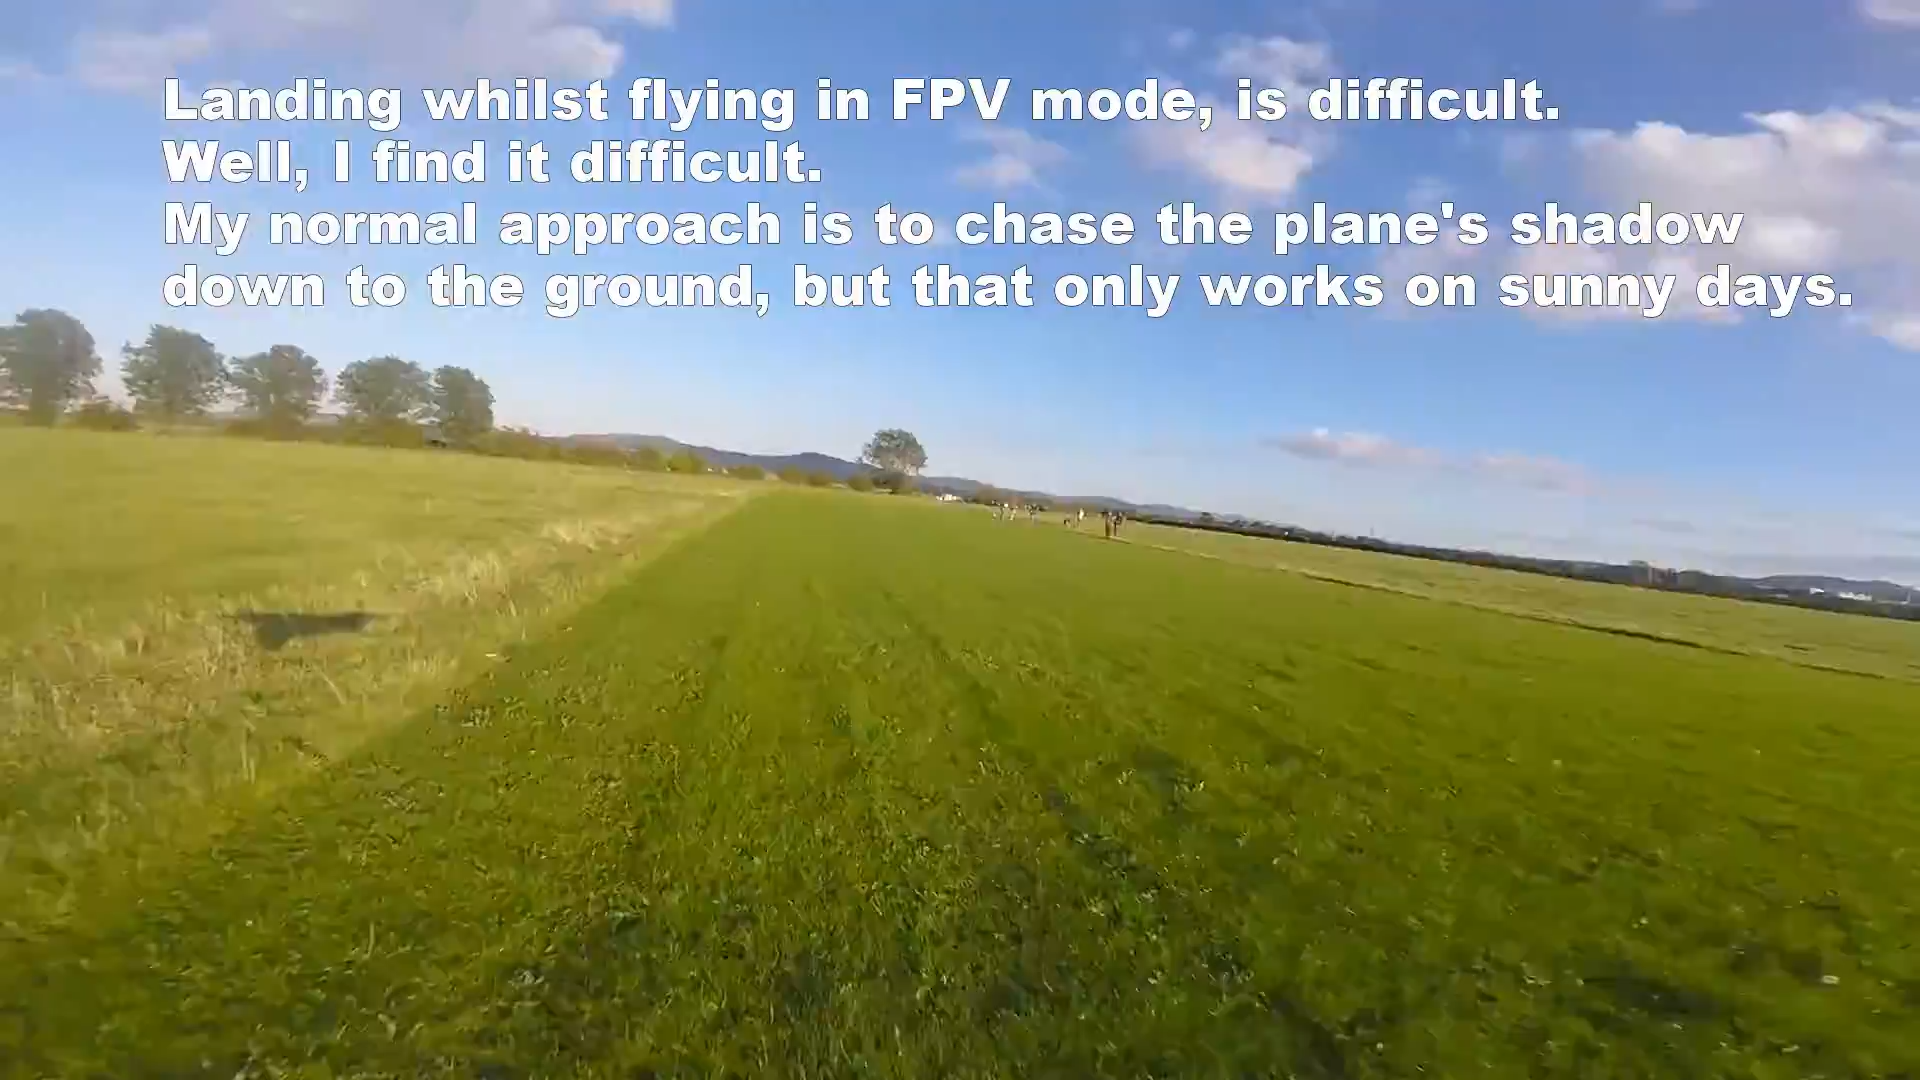 Landing whilst flying in FPV mode, is difficult.
Well, I find it difficult.
My normal approach is to chase the plane's shadow
down to the ground, but that only works on sunny days.